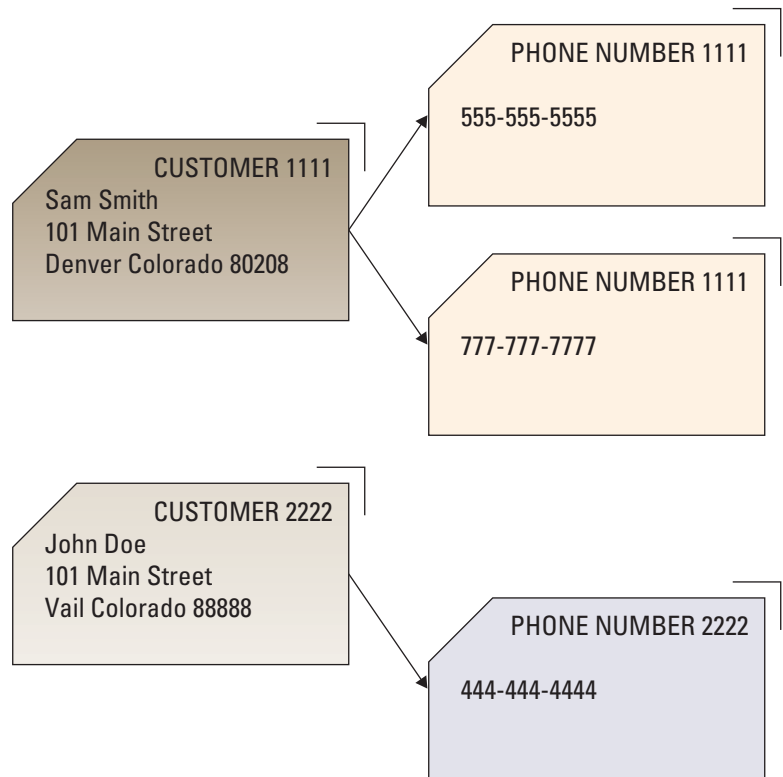 PHONE NUMBER 1111
555-555-5555
CUSTOMER 1111
Sam Smith
101 Main Street
Denver Colorado 80208
PHONE NUMBER 1111
777-777-7777
CUSTOMER 2222
John Doe
101 Main Street
Vail Colorado 88888
PHONE NUMBER 2222
444-444-4444